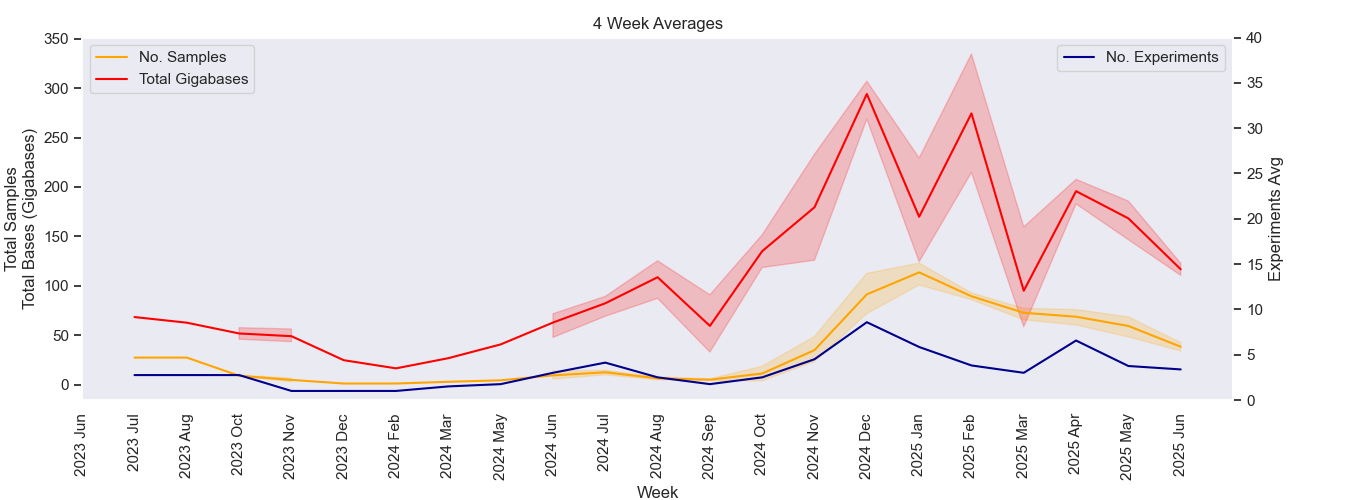 4 Week Averages
No. Samples
Total Gigabases
No. Experiments
Total Samples
Total Bases (Gigabases)
350
300
250
200
150
100
50
0
40
35
30
25
20
15
10
5
0
Experiments Avg
2023 Jun
2023 Jul
2023 Aug
2023 Oct
2023 Nov
2023 Dec
2024 Feb
2024 Mar
2024 May
2024 Jun
2024 Jul
2024 Aug
2024 Sep
2024 Oct
2024 Nov
2024 Dec
2025 Jan
2025 Feb
2025 Mar
2025 Apr
2025 May
2025 Jun
Week